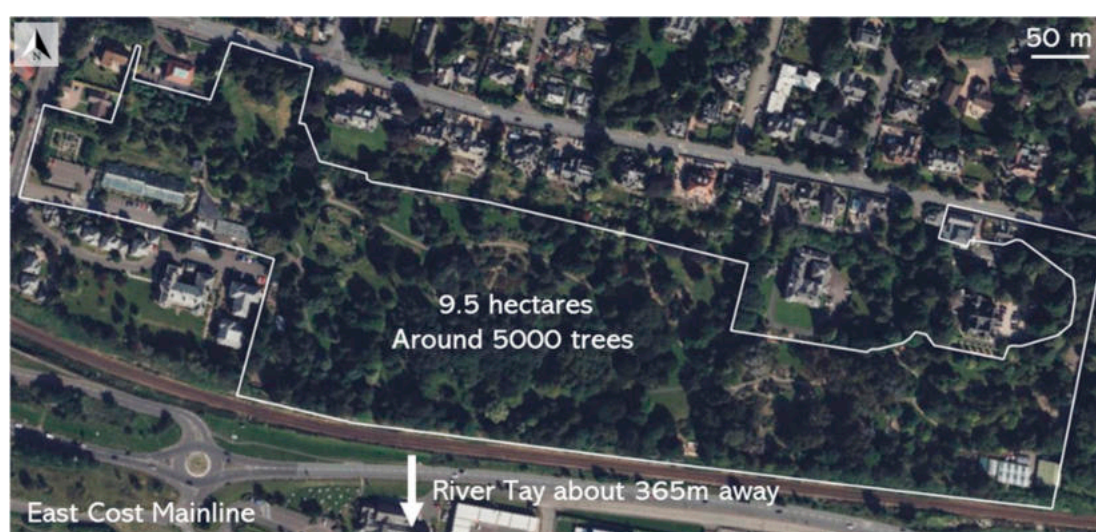 N
50 m
9.5 hectares
Around 5000 trees
River Tay about 365m away
East Cost Mainline